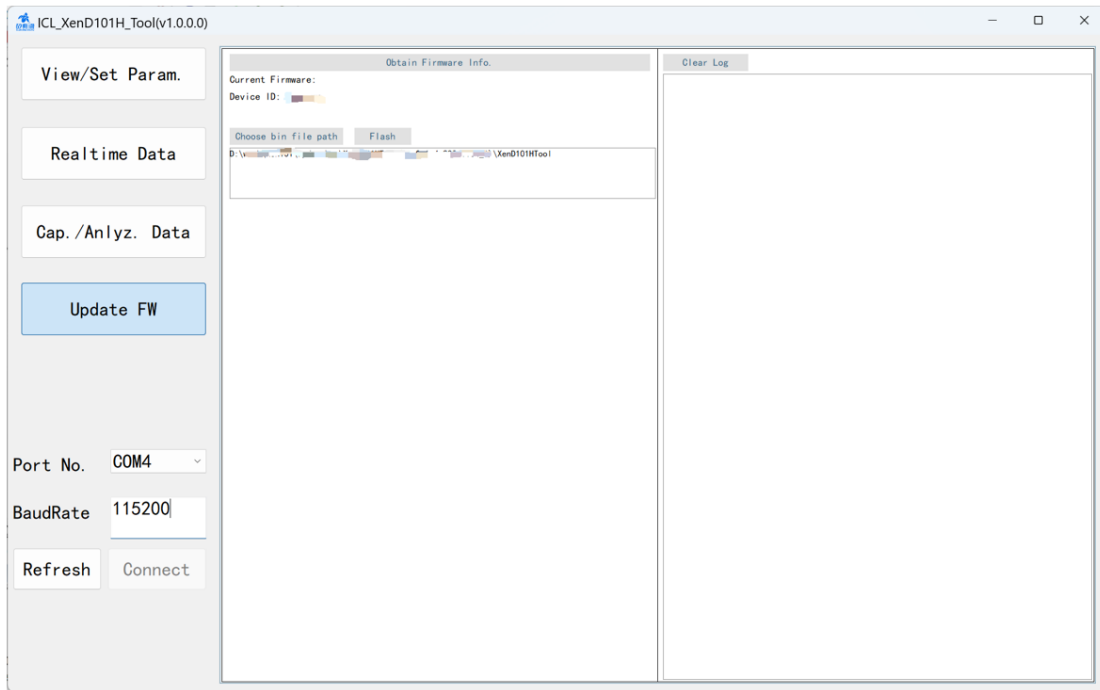 ICL_XenD101H_Tool(v1.0.0.0)
View/Set Param.
Realtime Data
Cap./Anlyz. Data
Update FW
Port No. COM4
BaudRate 115200
Refresh Connect
Obtain Firmware Info.
Current Firmware:
Device ID:
Choose bin file path Flash
D:\ \XenD101HTool
Clear Log